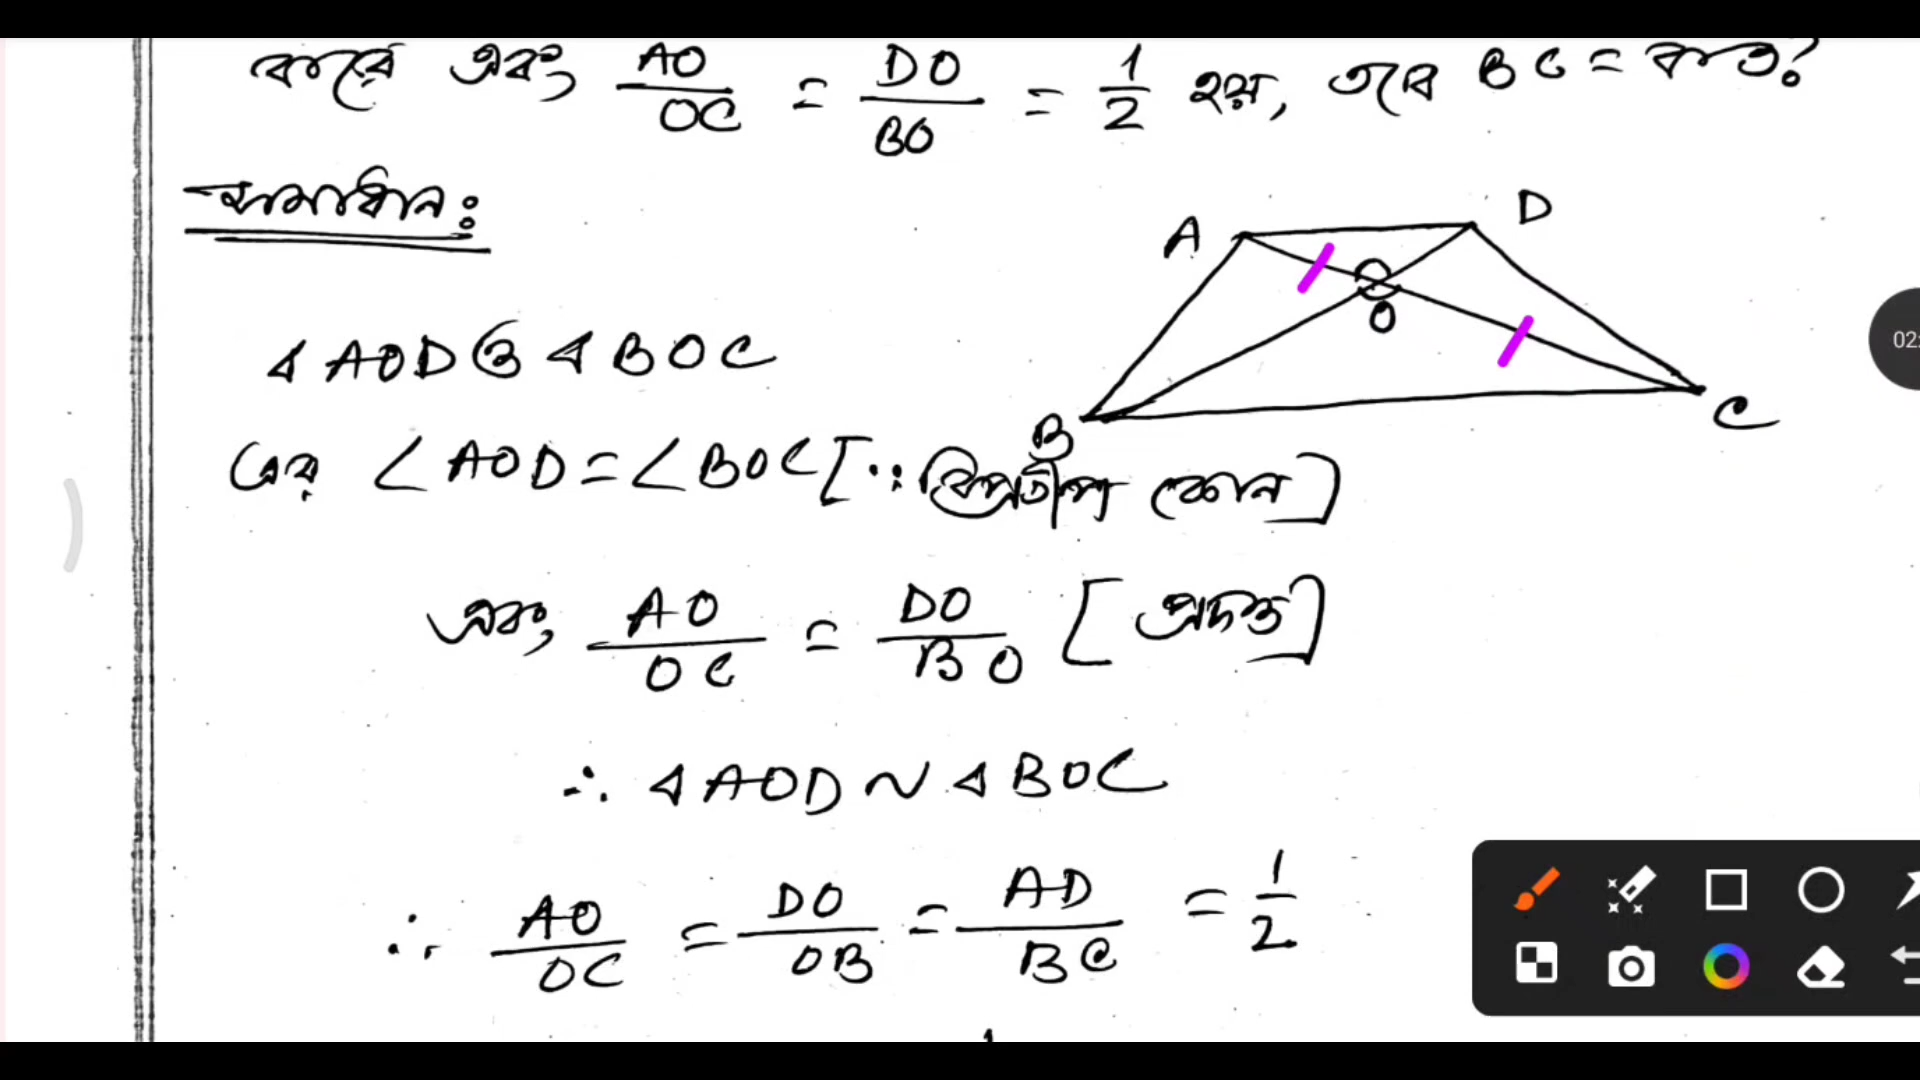 করে এবং, AO/OC = DO/BO = 1/2 হয়, তবে BC = কত?
সমাধান:
A D
O
B C
△AOD ও △BOC
এর ∠AOD = ∠BOC [∵ বিপ্রতীপ কোন]
এবং, AO/OC = DO/BO [প্রদত্ত]
∴ △AOD ~ △BOC
∴ AO/OC = DO/OB = AD/BC = 1/2